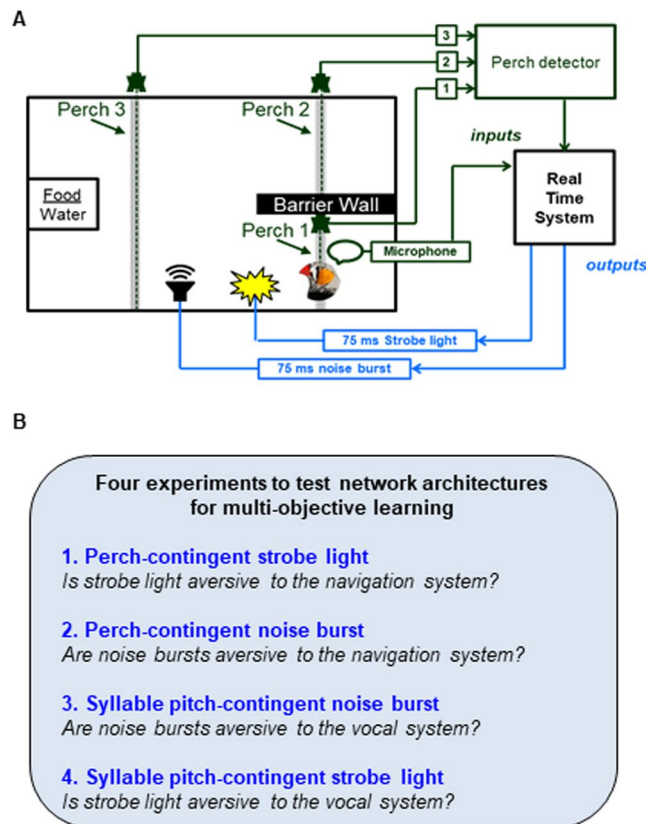 A
3
2
1
Perch detector
Perch 3
Perch 2
inputs
Food
Water
Barrier Wall
Real
Time
System
Perch 1
Microphone
outputs
75 ms Strobe light
75 ms noise burst
B
Four experiments to test network architectures
for multi-objective learning
1. Perch-contingent strobe light
Is strobe light aversive to the navigation system?
2. Perch-contingent noise burst
Are noise bursts aversive to the navigation system?
3. Syllable pitch-contingent noise burst
Are noise bursts aversive to the vocal system?
4. Syllable pitch-contingent strobe light
Is strobe light aversive to the vocal system?